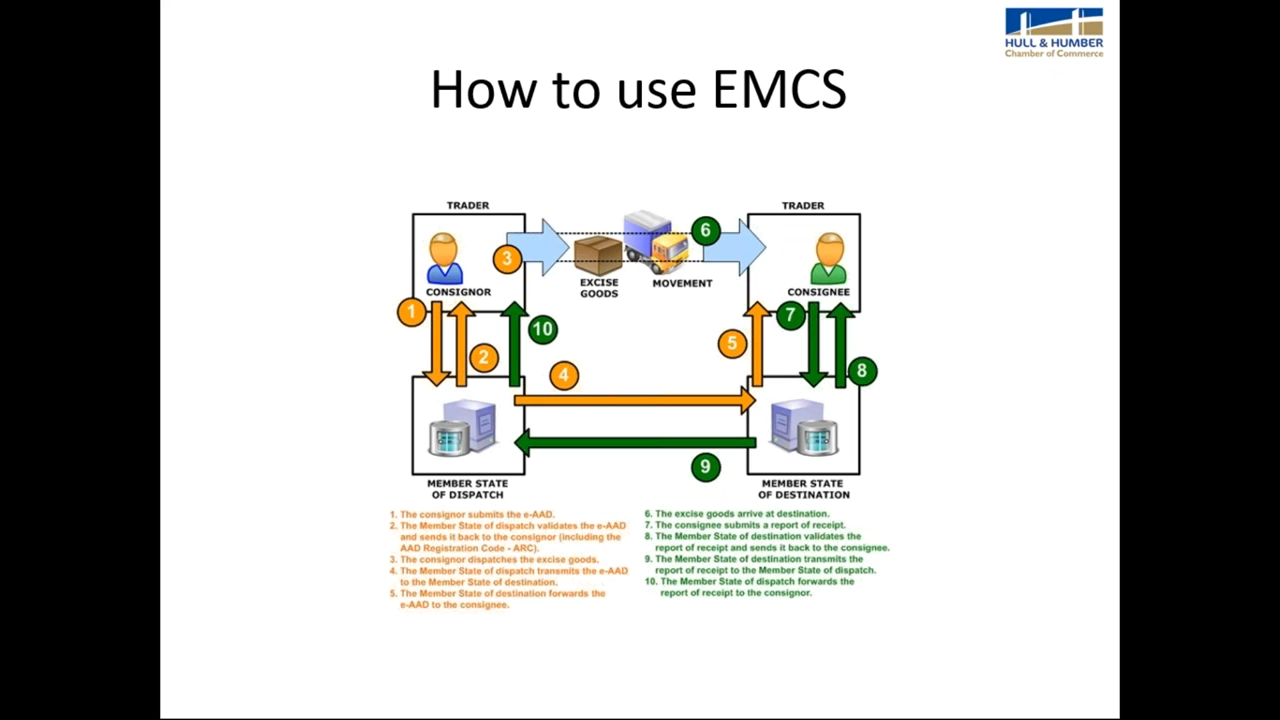 HULL & HUMBER
Chamber of Commerce
How to use EMCS
TRADER
TRADER
3
6
EXCISE
GOODS
MOVEMENT
CONSIGNOR
CONSIGNEE
1
2
10
4
5
7
8
9
MEMBER STATE
OF DISPATCH
MEMBER STATE
OF DESTINATION
1. The consignor submits the e-AAD.
2. The Member State of dispatch validates the e-AAD
and sends it back to the consignor (including the
AAD Registration Code - ARC).
3. The consignor dispatches the excise goods.
4. The Member State of dispatch transmits the e-AAD
to the Member State of destination.
5. The Member State of destination forwards the
e-AAD to the consignee.
6. The excise goods arrive at destination.
7. The consignee submits a report of receipt.
8. The Member State of destination validates the
report of receipt and sends it back to the consignee.
9. The Member State of destination transmits the
report of receipt to the Member State of dispatch.
10. The Member State of dispatch forwards the
report of receipt to the consignor.